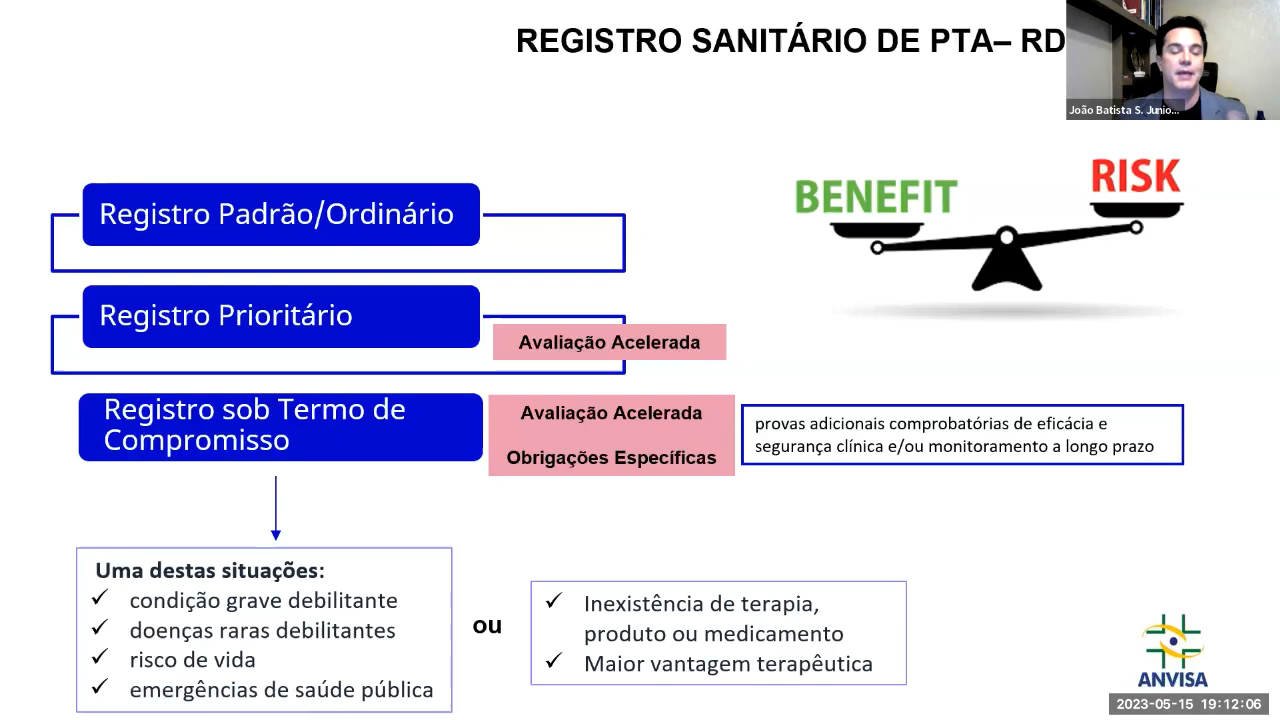 REGISTRO SANITÁRIO DE PTA– RD
João Batista S. Junio...
BENEFIT
RISK
Registro Padrão/Ordinário
Registro Prioritário
Avaliação Acelerada
Registro sob Termo de
Compromisso
Avaliação Acelerada
Obrigações Específicas
provas adicionais comprobatórias de eficácia e
segurança clínica e/ou monitoramento a longo prazo
Uma destas situações:
✓ condição grave debilitante
✓ doenças raras debilitantes
✓ risco de vida
✓ emergências de saúde pública
ou
✓ Inexistência de terapia,
produto ou medicamento
✓ Maior vantagem terapêutica
ANVISA
2023-05-15 19:12:06